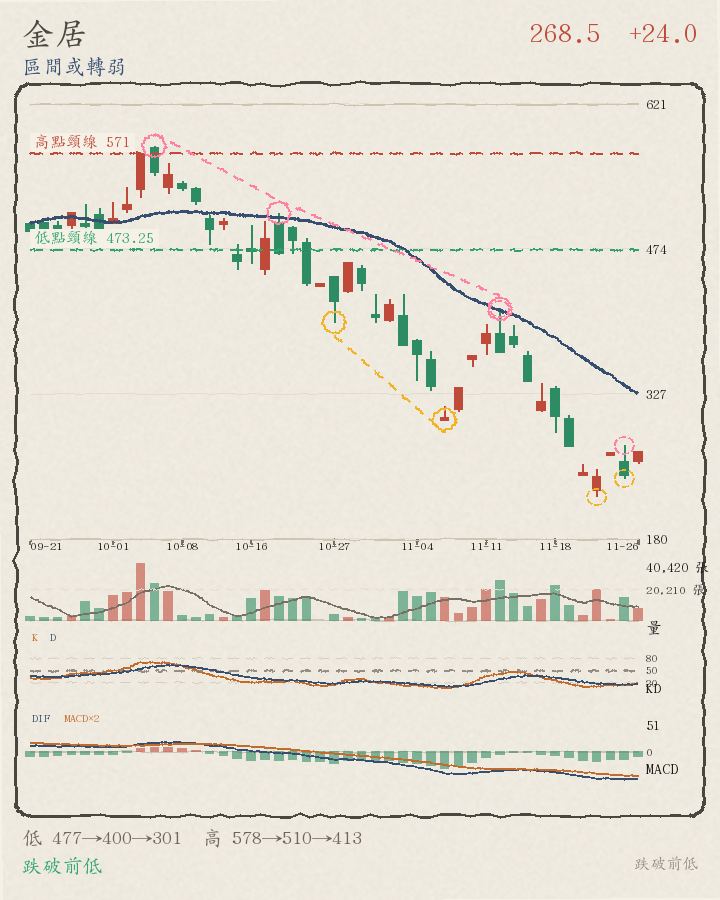 金居
268.5 +24.0
區間或轉弱
621
高點頸線 571
低點頸線 473.25
474
327
180
09-21 10-01 10-08 10-16 10-27 11-04 11-11 11-18 11-26
40,420 張
20,210 張
量
K D
80
50
20
KD
DIF MACD×2
51
0
MACD
低 477→400→301 高 578→510→413
跌破前低
跌破前低